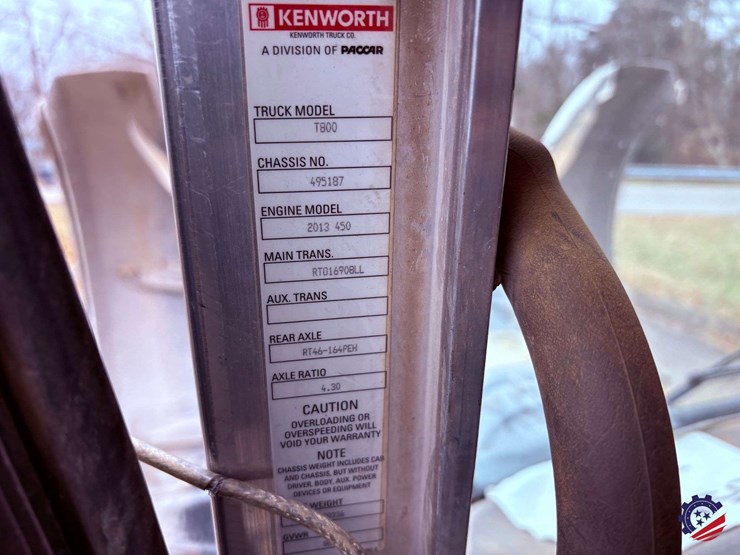 KENWORTH
KENWORTH TRUCK CO.
A DIVISION OF PACCAR
TRUCK MODEL
T800
CHASSIS NO.
495187
ENGINE MODEL
2013 450
MAIN TRANS.
RTO16908LL
AUX. TRANS
REAR AXLE
RT46-164PEH
AXLE RATIO
4.30
CAUTION
OVERLOADING OR
OVERSPEEDING WILL
VOID YOUR WARRANTY
NOTE
CHASSIS WEIGHT INCLUDES CAB
AND CHASSIS, BUT WITHOUT
DRIVER, BODY, AUX. POWER
DEVICES OR EQUIPMENT
WEIGHT
GVWR